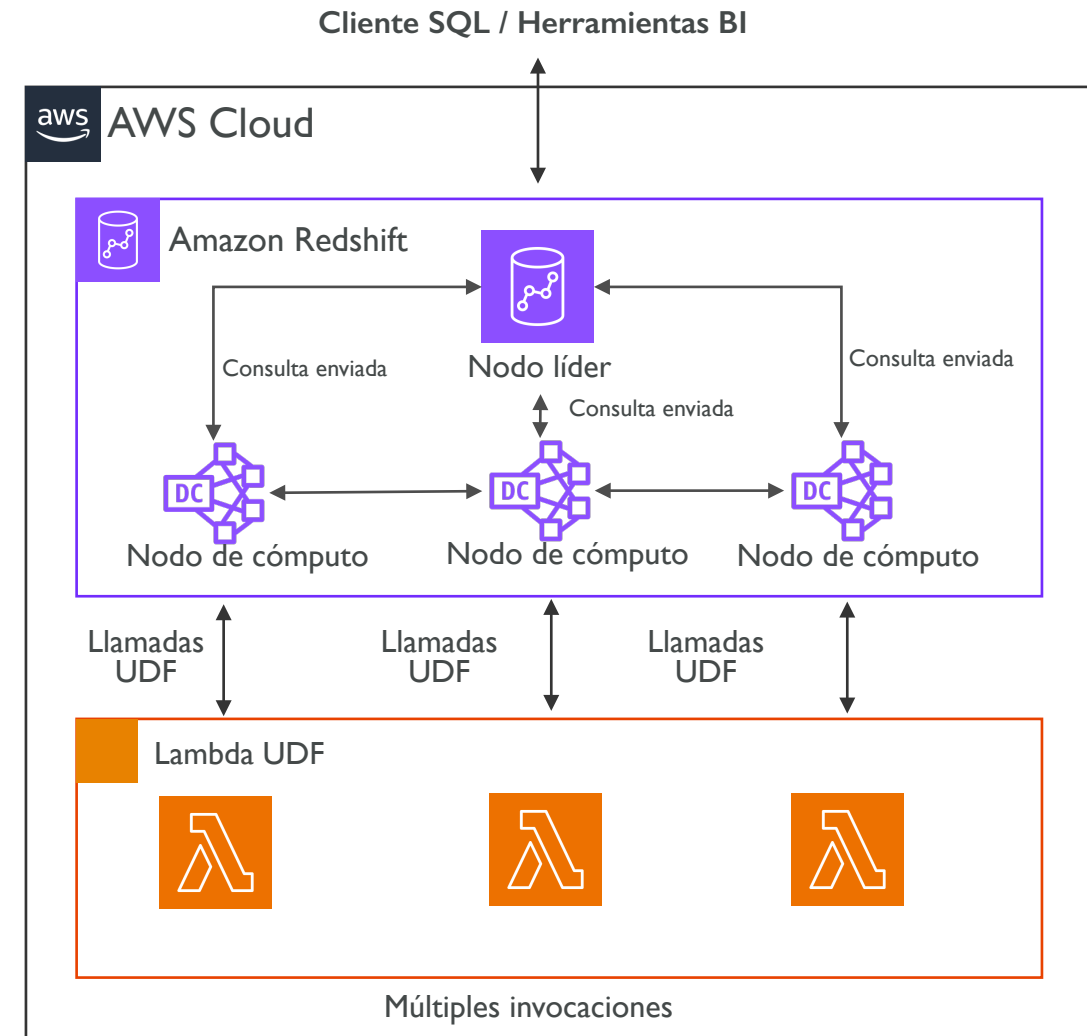 Cliente SQL / Herramientas BI
aws
AWS Cloud
Amazon Redshift
Consulta enviada
Nodo líder
Consulta enviada
Consulta enviada
DC
DC
DC
Nodo de cómputo
Nodo de cómputo
Nodo de cómputo
Llamadas
UDF
Llamadas
UDF
Llamadas
UDF
Lambda UDF
Múltiples invocaciones